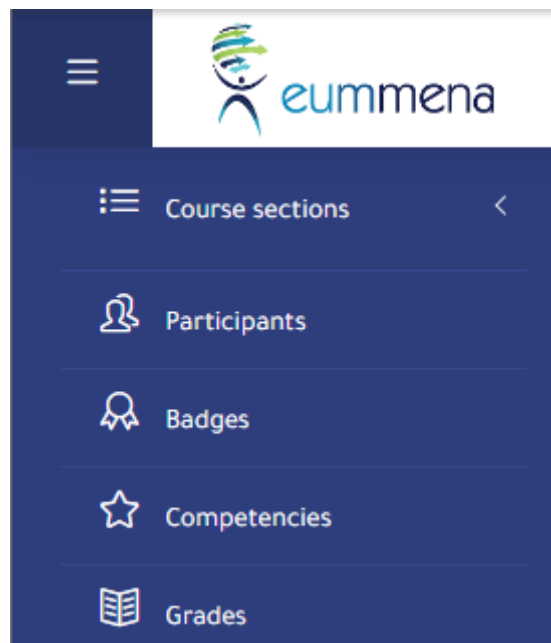 eummena
Course sections
Participants
Badges
Competencies
Grades